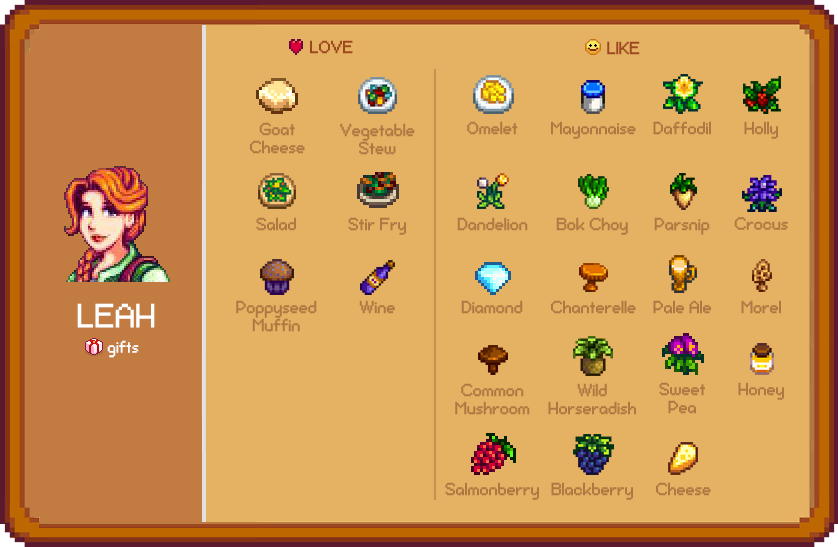 LEAH
gifts
LOVE
Goat
Cheese
Vegetable
Stew
Salad
Stir Fry
Poppyseed
Muffin
Wine
LIKE
Omelet
Mayonnaise
Daffodil
Holly
Dandelion
Bok Choy
Parsnip
Crocus
Diamond
Chanterelle
Pale Ale
Morel
Common
Mushroom
Wild
Horseradish
Sweet
Pea
Honey
Salmonberry
Blackberry
Cheese